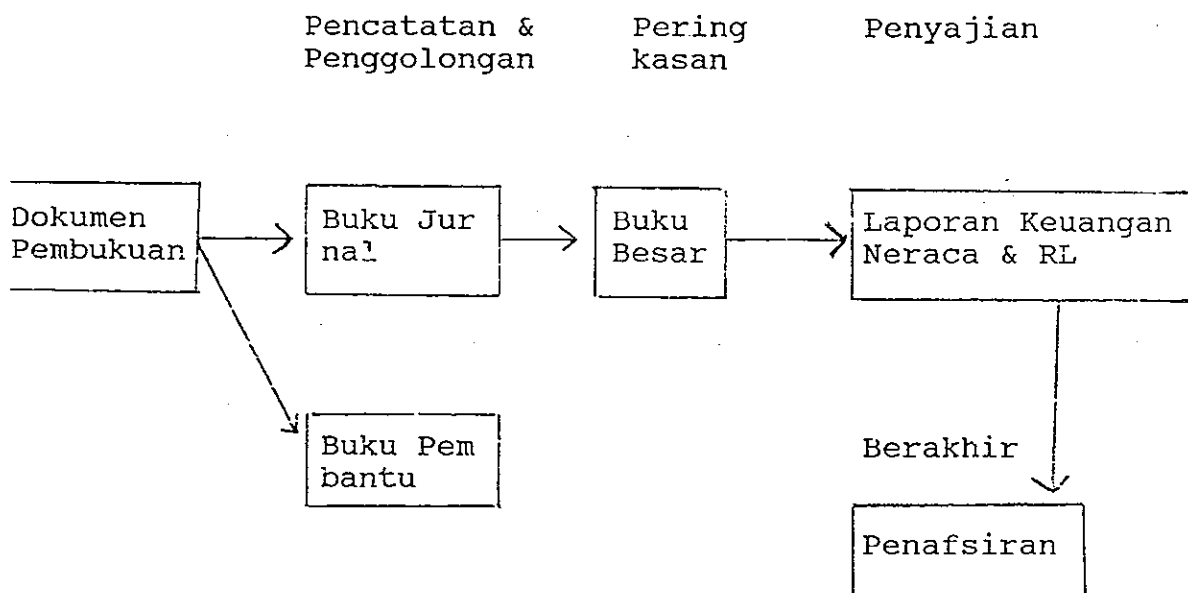 Pencatatan &
Penggolongan
Pering
kasan
Penyajian
Dokumen
Pembukuan
Buku Jur
nal
Buku
Besar
Laporan Keuangan
Neraca & RL
Buku Pem
bantu
Berakhir
Penafsiran